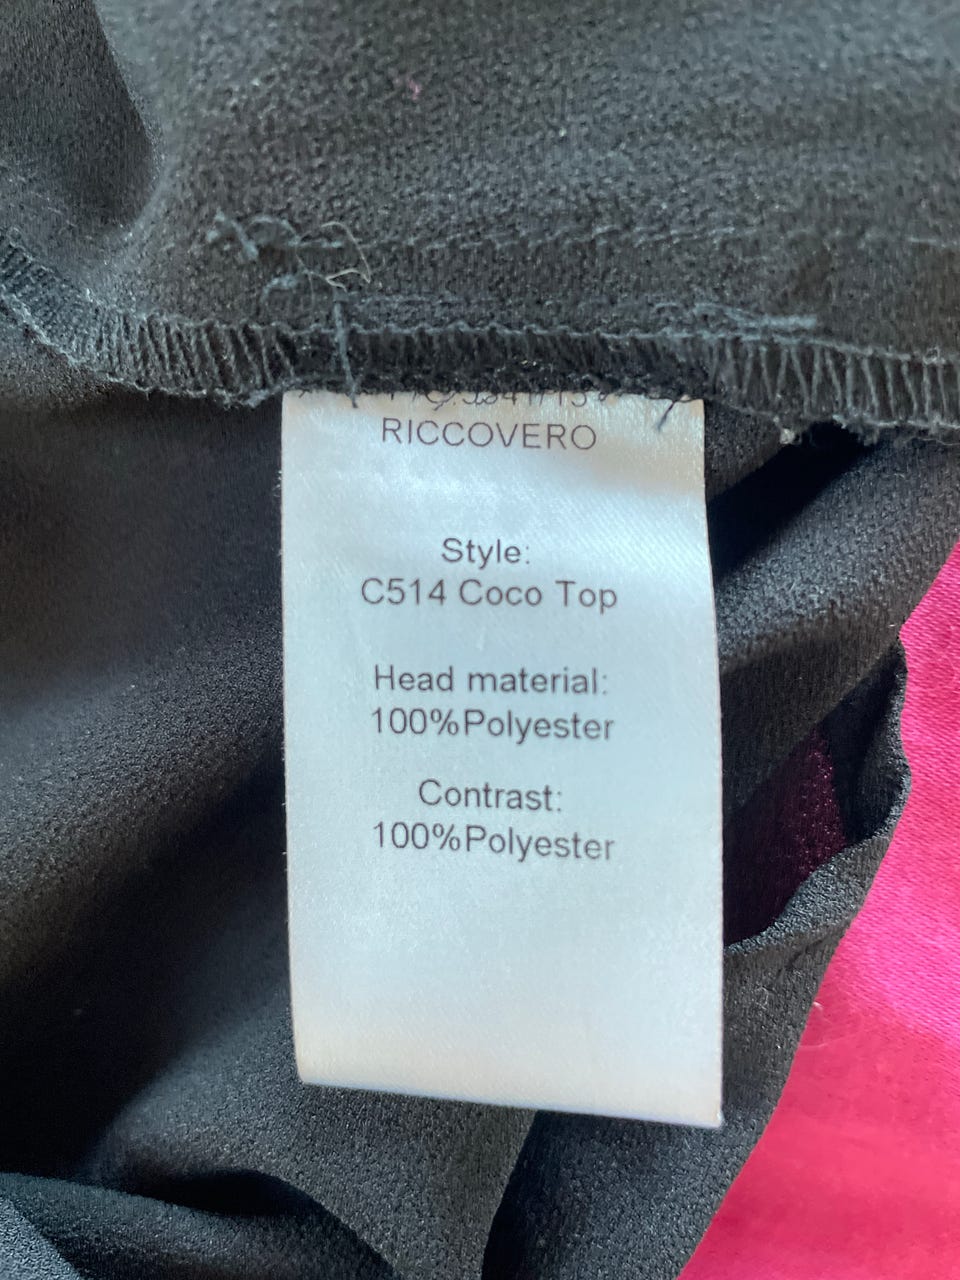 RICCOVERO
Style:
C514 Coco Top
Head material:
100%Polyester
Contrast:
100%Polyester